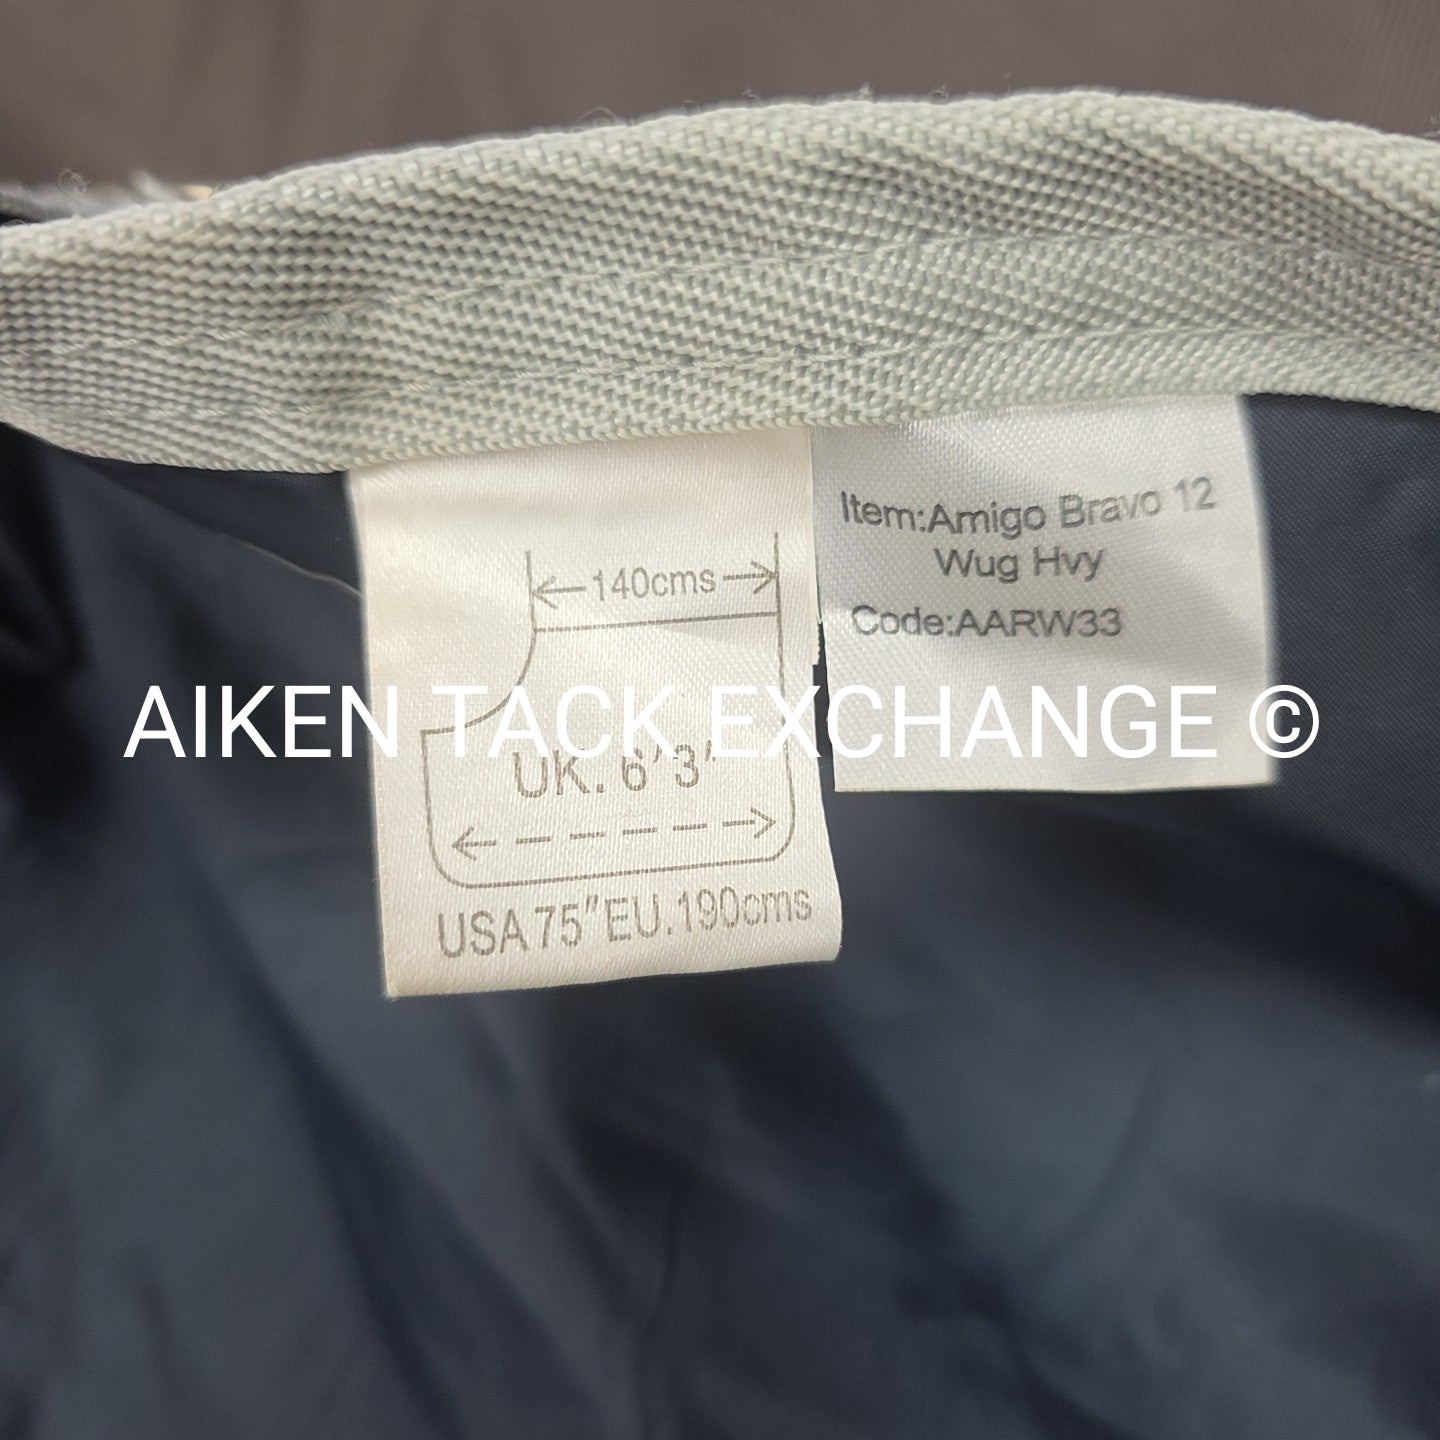 140cms
UK. 6'3"
USA 75" EU. 190cms
Item:Amigo Bravo 12
Wug Hvy
Code:AARW33
AIKEN TACK EXCHANGE ©